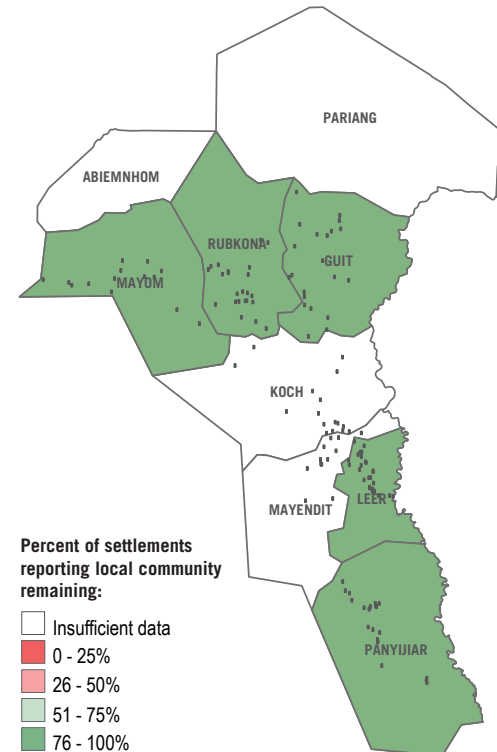 PARIANG
ABIEMNHOM
RUBKONA
GUIT
MAYOM
KOCH
MAYENDIT
LEER
PANYIJIAR
Percent of settlements
reporting local community
remaining:
Insufficient data
0 - 25%
26 - 50%
51 - 75%
76 - 100%